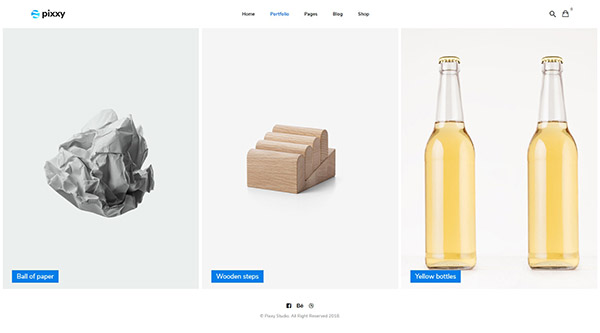 pixxy
Home Portfolio Pages Blog Shop
0
Ball of paper
Wooden steps
Yellow bottles
Bē
© Pixxy Studio. All Right Reserved 2018